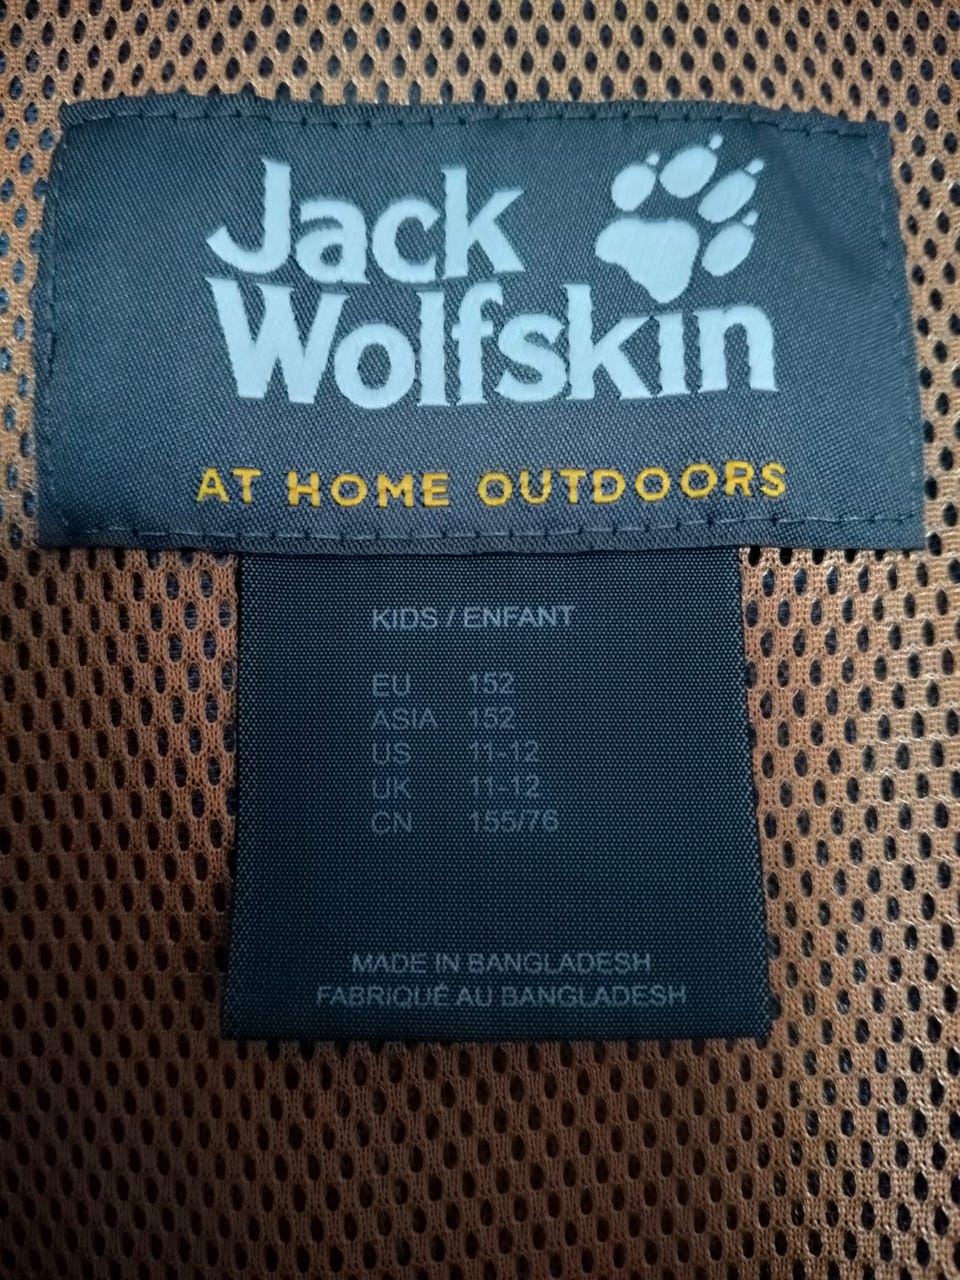 Jack
Wolfskin
AT HOME OUTDOORS
KIDS / ENFANT
EU 152
ASIA 152
US 11-12
UK 11-12
CN 155/76
MADE IN BANGLADESH
FABRIQUÉ AU BANGLADESH